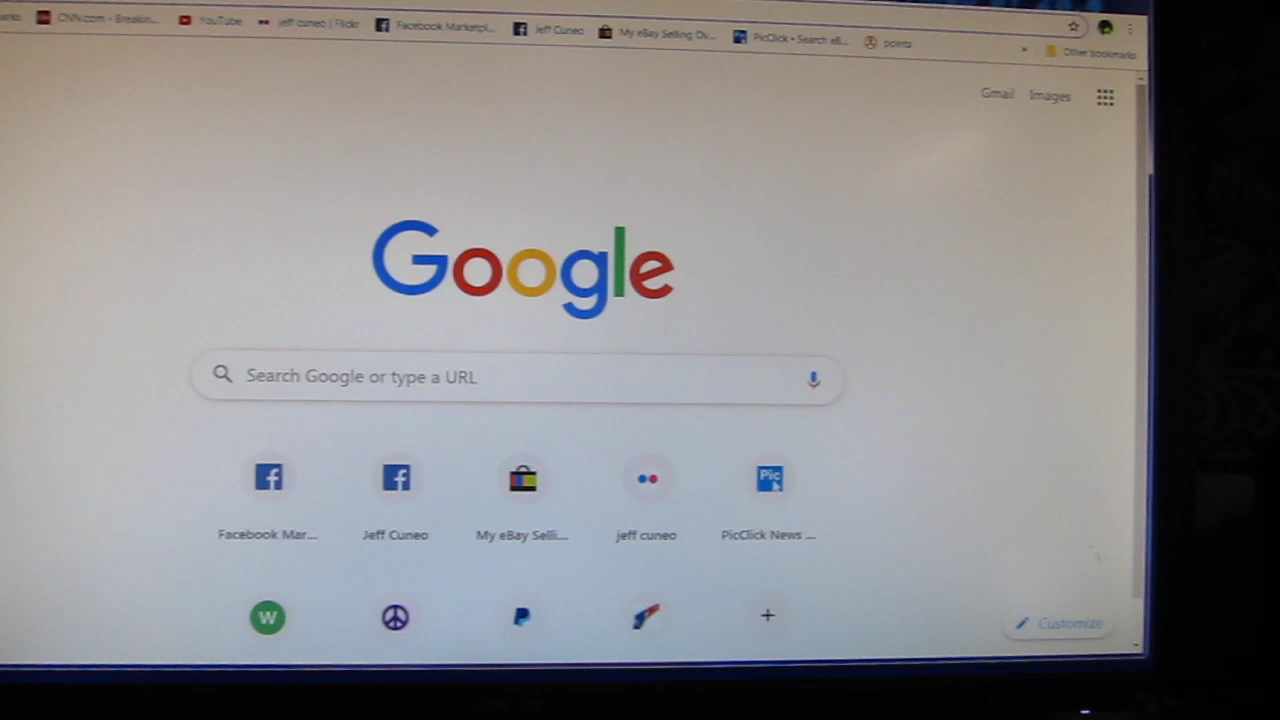 CNN.com - Breakin... YouTube jeff cuneo | Flickr Facebook Marketpl... Jeff Cuneo My eBay Selling Ov... PicClick • Search eB... points
» Other bookmarks
Gmail Images
Google
Search Google or type a URL
Pic
Facebook Mar... Jeff Cuneo My eBay Selli... jeff cuneo PicClick News ...
W
Customize